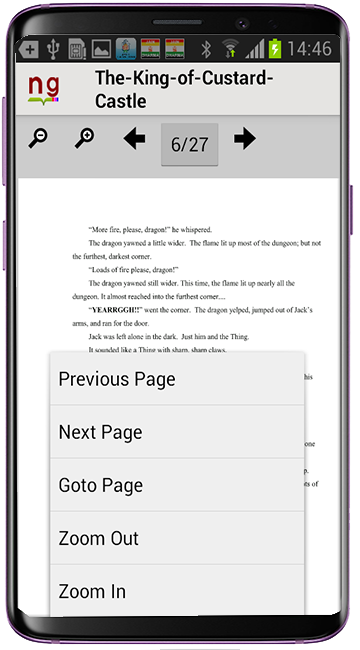 14:46
ng
The-King-of-Custard-
Castle
6/27
“More fire, please, dragon!” he whispered.
The dragon yawned a little wider. The flame lit up most of the dungeon; but not
the furthest, darkest corner.
“Loads of fire please, dragon!”
The dragon yawned still wider. This time, the flame lit up nearly all the
dungeon. It almost reached into the furthest corner....
“YEARRGGH!!” went the corner. The dragon yelped, jumped out of Jack’s
arms, and ran for the door.
Jack was left alone in the dark. Just him and the Thing.
It sounded like a Thing with sharp, sharp claws.
his
one
p.
ts of
Previous Page
Next Page
Goto Page
Zoom Out
Zoom In